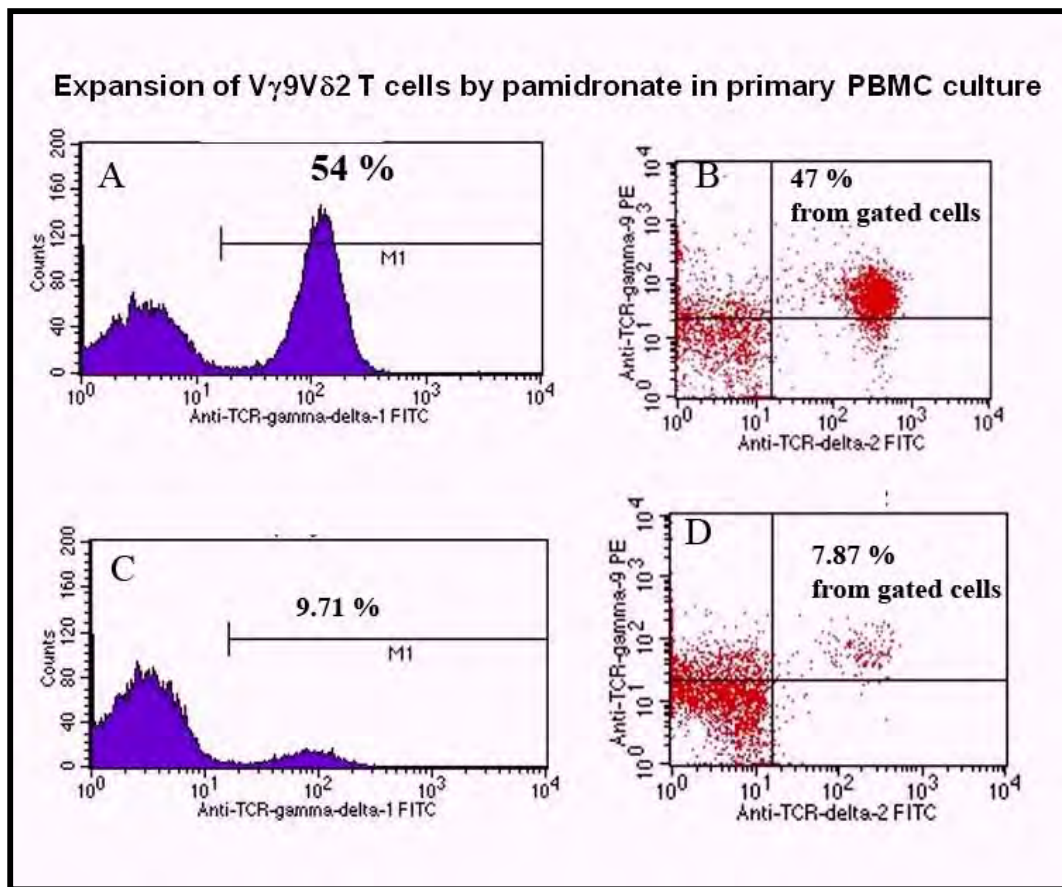 Expansion of Vγ9Vδ2 T cells by pamidronate in primary PBMC culture
A
54 %
M1
200
160
120
80
40
0
Counts
10^0 10^1 10^2 10^3 10^4
Anti-TCR-gamma-delta-1 FITC
B
47 %
from gated cells
10^4
10^3
10^2
10^1
10^0
Anti-TCR-gamma-9 PE
10^0 10^1 10^2 10^3 10^4
Anti-TCR-delta-2 FITC
C
9.71 %
M1
200
160
120
80
40
0
Counts
10^0 10^1 10^2 10^3 10^4
Anti-TCR-gamma-delta-1 FITC
D
7.87 %
from gated cells
10^4
10^3
10^2
10^1
10^0
Anti-TCR-gamma-9 PE
10^0 10^1 10^2 10^3 10^4
Anti-TCR-delta-2 FITC